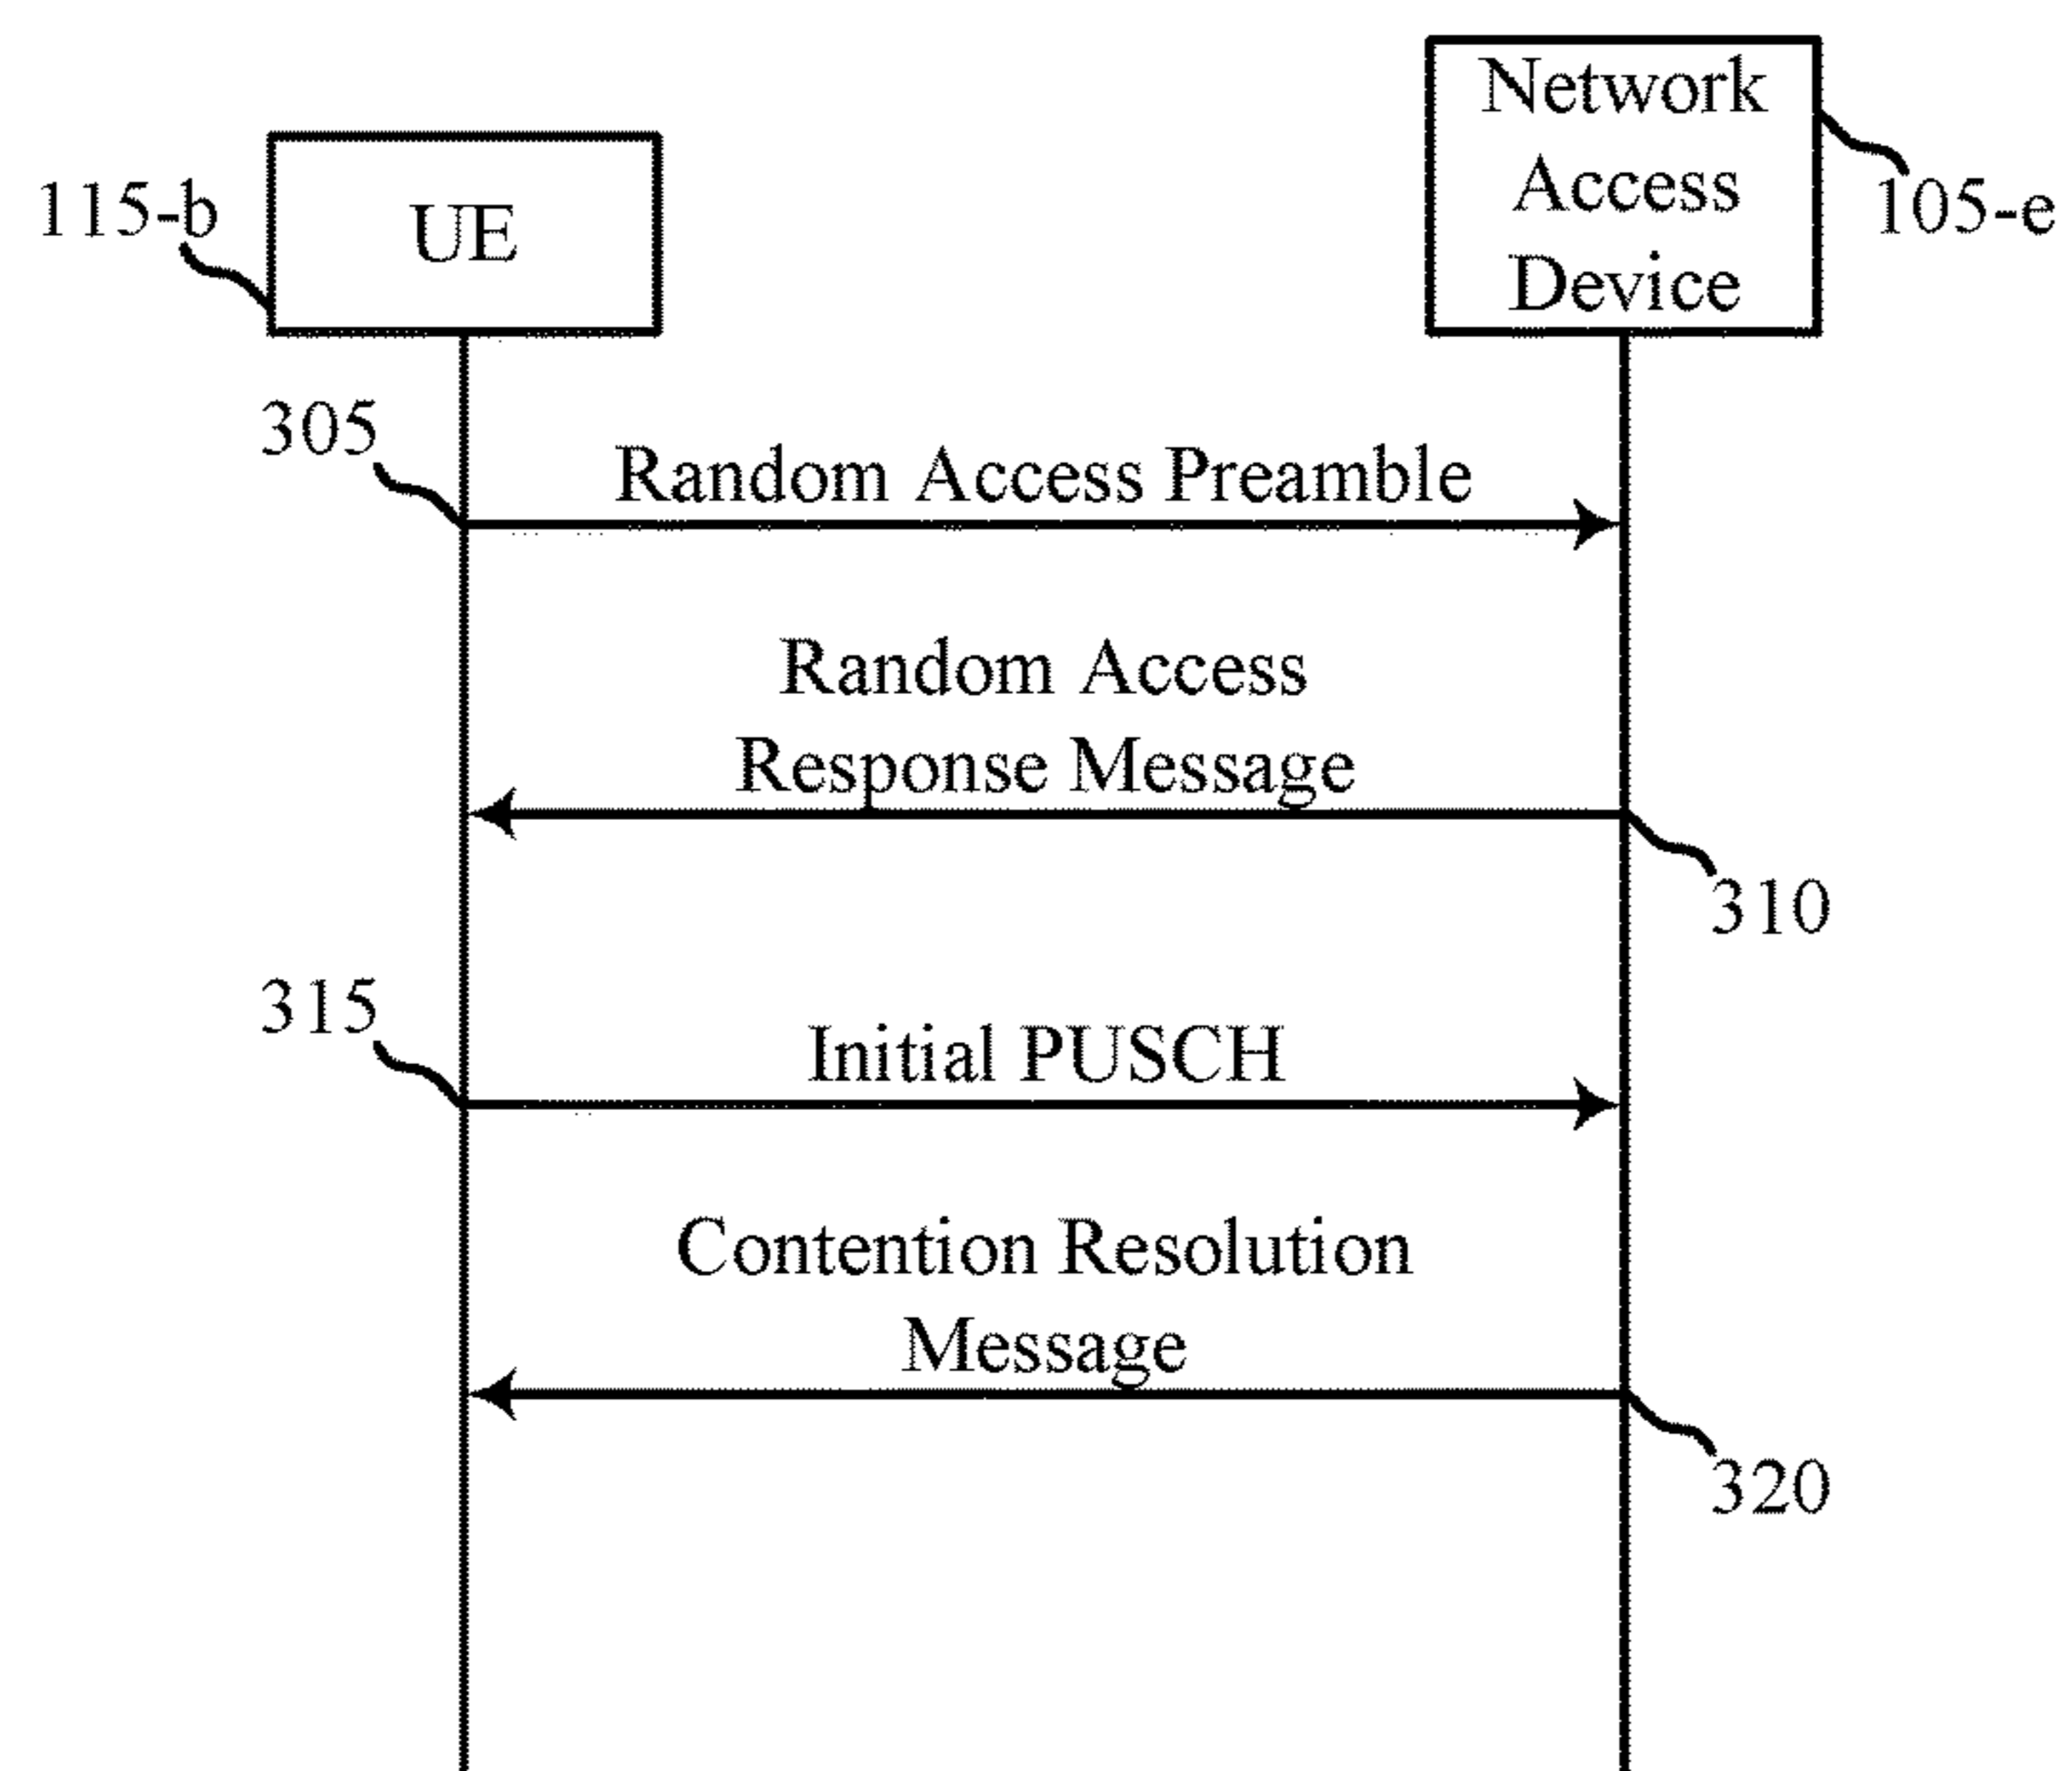 Network
Access
Device
105-e
115-b
UE
305
Random Access Preamble
Random Access
Response Message
310
315
Initial PUSCH
Contention Resolution
Message
320